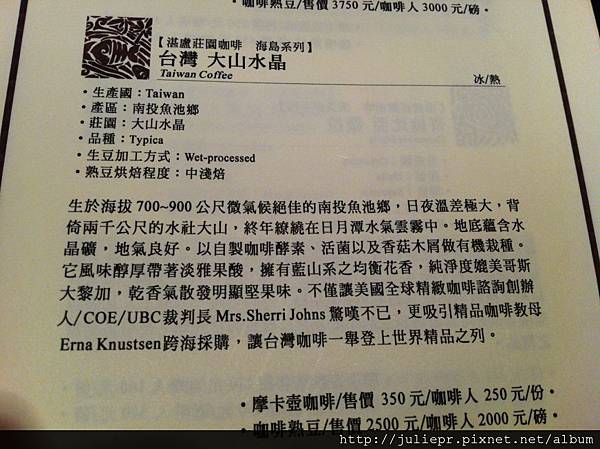 ・咖啡熟豆/售價 3750 元/咖啡人 3000 元/磅・
【湛盧莊園咖啡　海島系列】
台灣 大山水晶
Taiwan Coffee
冰/熱
・生產國：Taiwan
・產區：南投魚池鄉
・莊園：大山水晶
・品種：Typica
・生豆加工方式：Wet-processed
・熟豆烘焙程度：中淺焙
生於海拔 700~900 公尺微氣候絕佳的南投魚池鄉，日夜溫差極大，背
倚兩千公尺的水社大山，終年繚繞在日月潭水氣雲霧中。地底蘊含水
晶礦，地氣良好。以自製咖啡酵素、活菌以及香菇木屑做有機栽種。
它風味醇厚帶著淡雅果酸，擁有藍山系之均衡花香，純淨度媲美哥斯
大黎加，乾香氣散發明顯堅果味。不僅讓美國全球精緻咖啡諮詢創辦
人/COE/UBC裁判長 Mrs.Sherri Johns 驚嘆不已，更吸引精品咖啡教母
Erna Knustsen跨海採購，讓台灣咖啡一舉登上世界精品之列。
・摩卡壺咖啡/售價 350 元/咖啡人 250 元/份・
・咖啡熟豆/售價 2500 元/咖啡人 2000 元/磅・
http://juliepr.pixnet.net/album